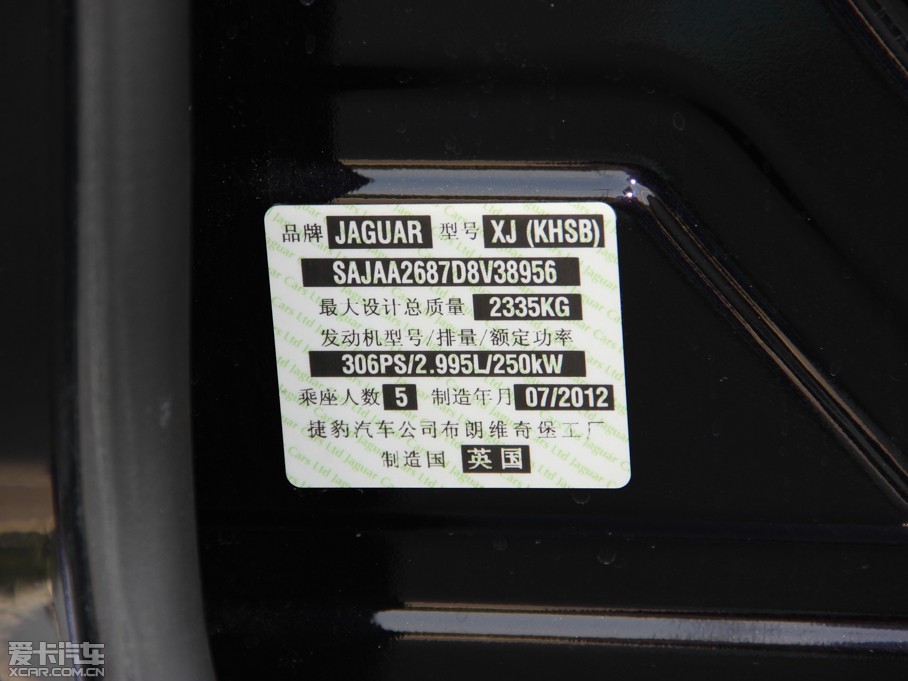 品牌 JAGUAR 型号 XJ (KHSB)
SAJAA2687D8V38956
最大设计总质量 2335KG
发动机型号/排量/额定功率
306PS/2.995L/250kW
乘座人数 5 制造年月 07/2012
捷豹汽车公司布朗维奇堡工厂
制造国 英国
爱卡汽车
XCAR.COM.CN